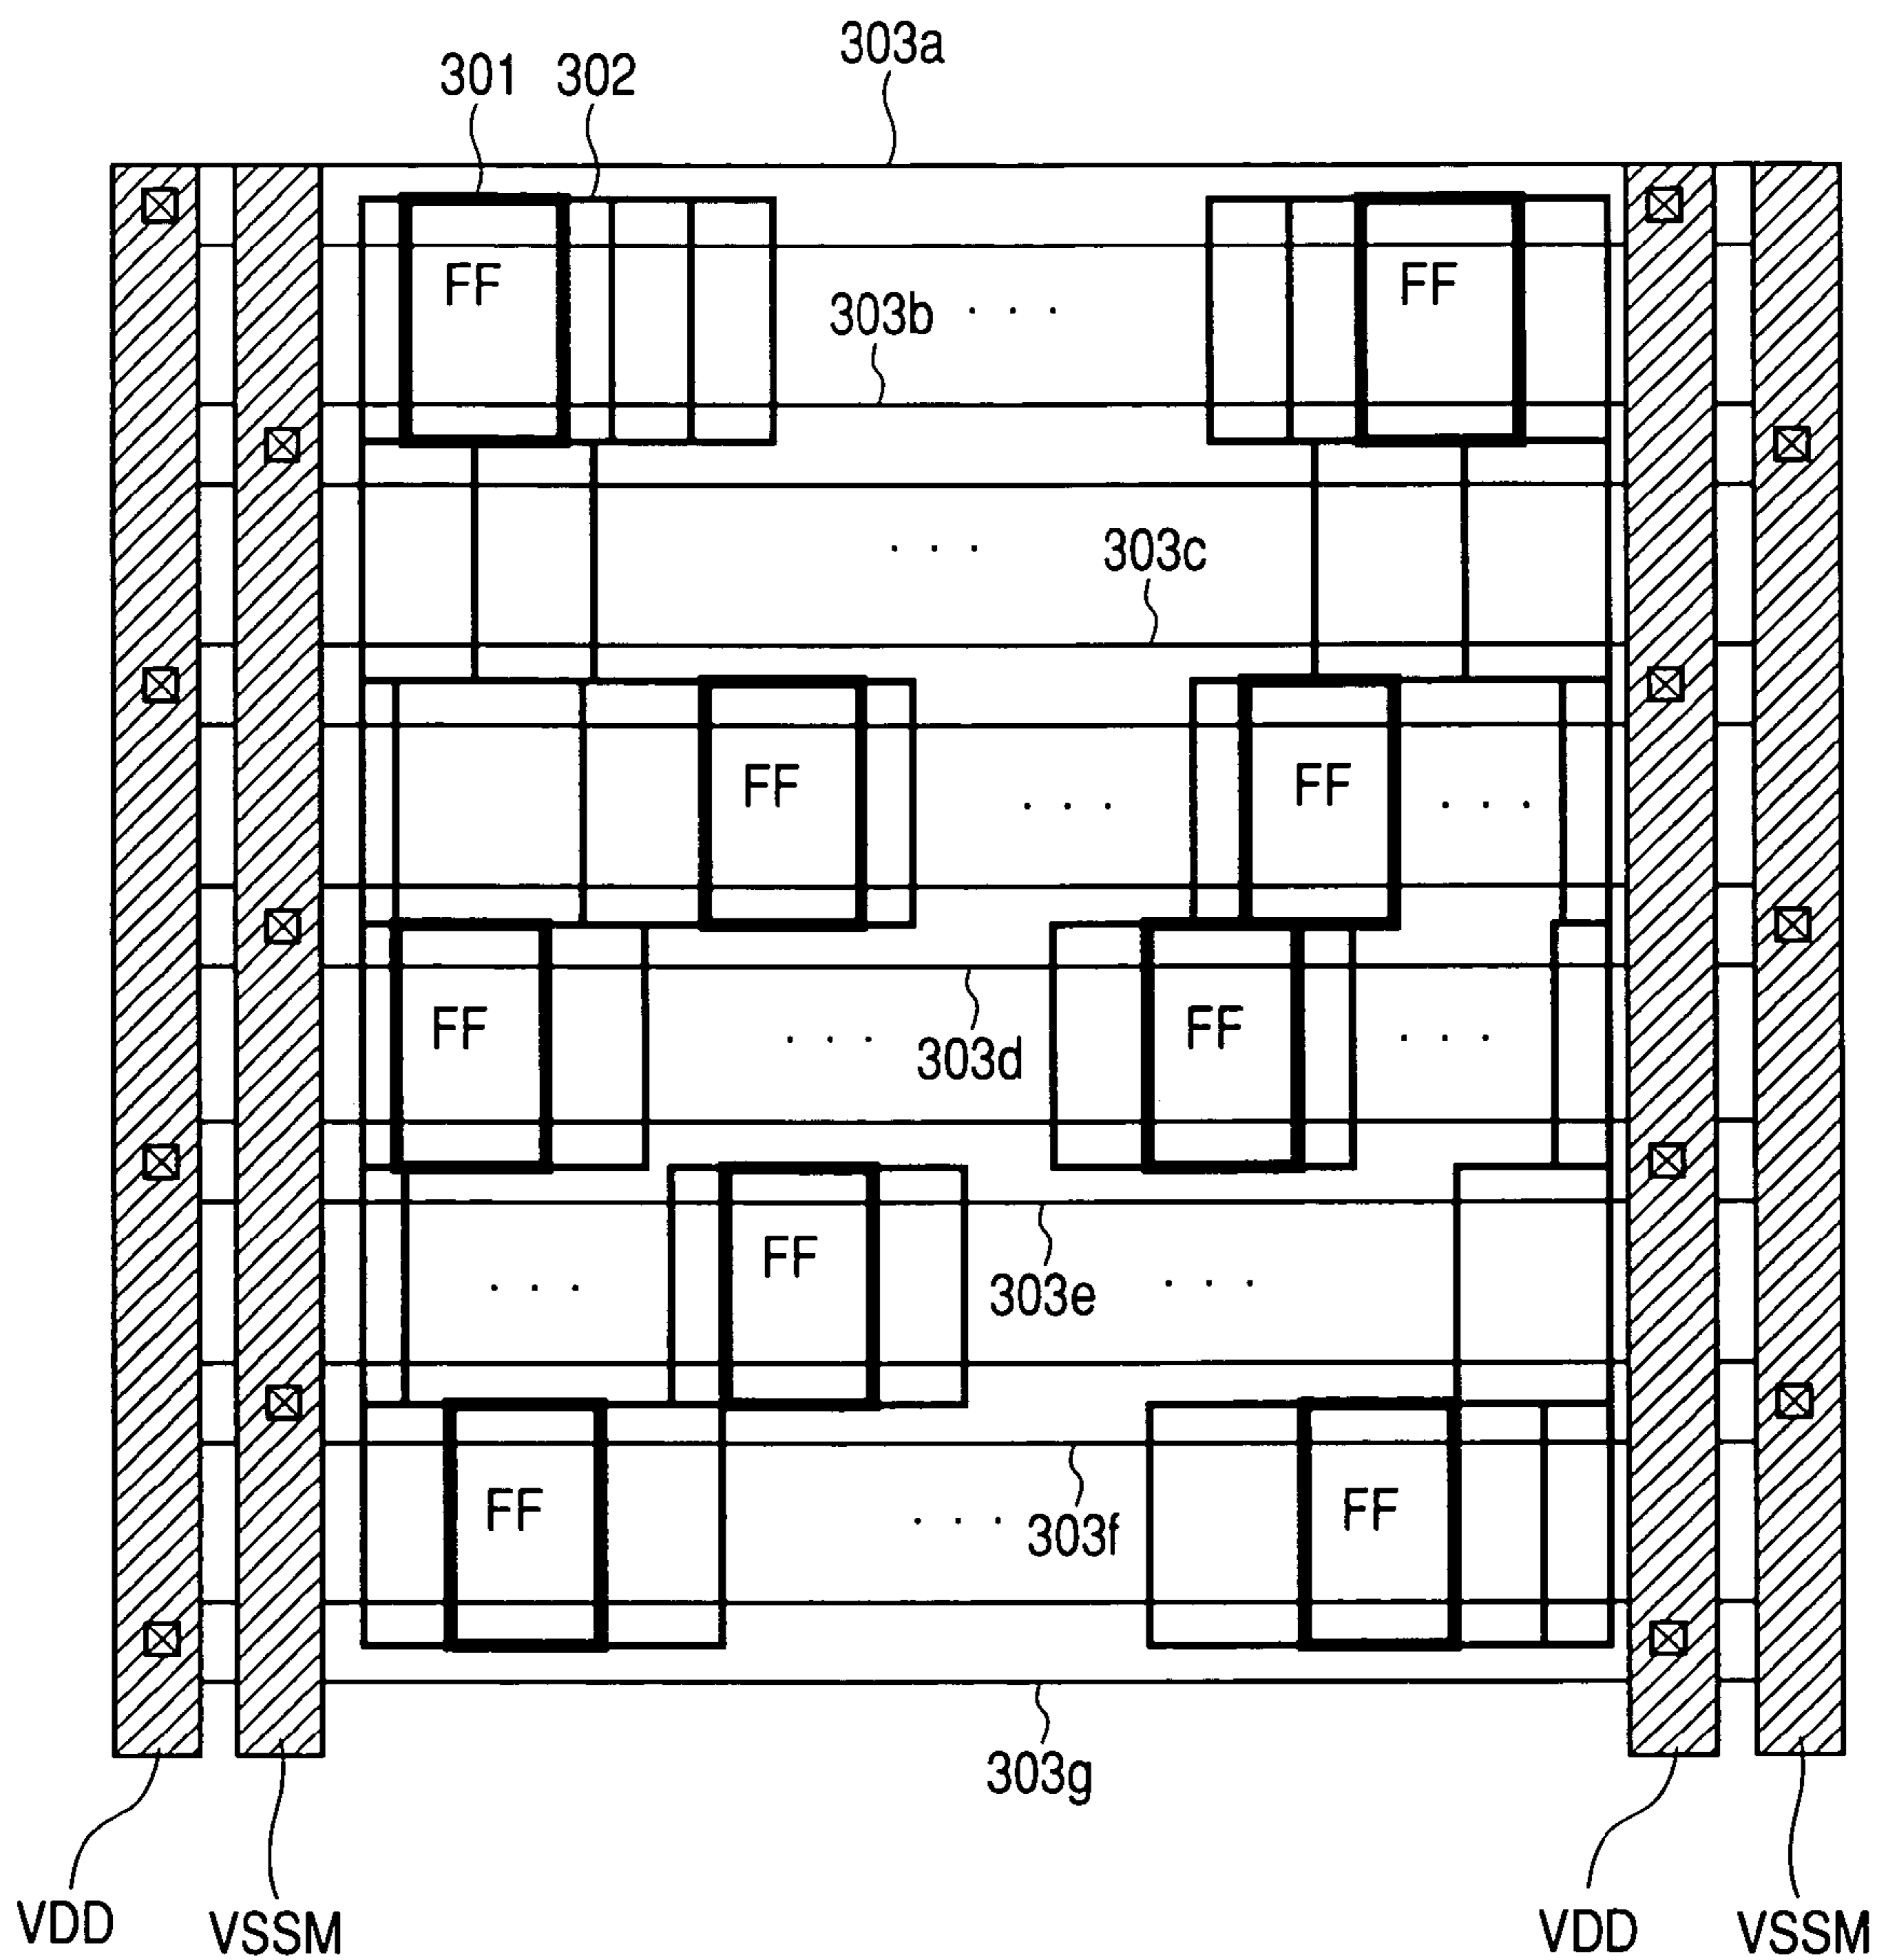 303a
301 302
FF
FF
303b . . .
. . .
303c
FF
. . .
FF
. . .
FF
. . .
303d
FF
. . .
FF
. . .
303e
. . .
FF
. . .
303f
FF
303g
VDD
VSSM
VDD
VSSM